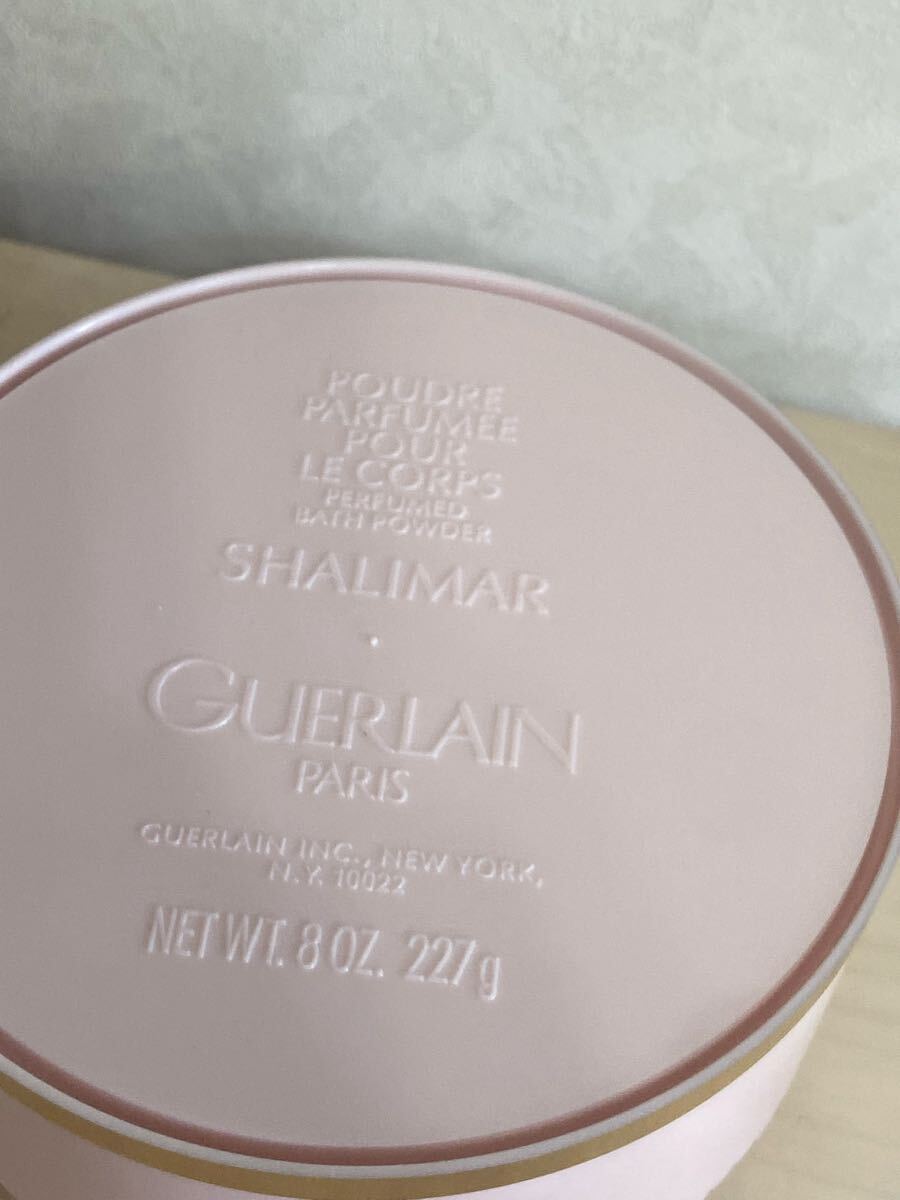 POUDRE
PARFUMÉE
POUR
LE CORPS
PERFUMED
BATH POWDER
SHALIMAR
GUERLAIN
PARIS
GUERLAIN INC., NEW YORK,
N.Y. 10022
NET WT. 8 OZ. 227g